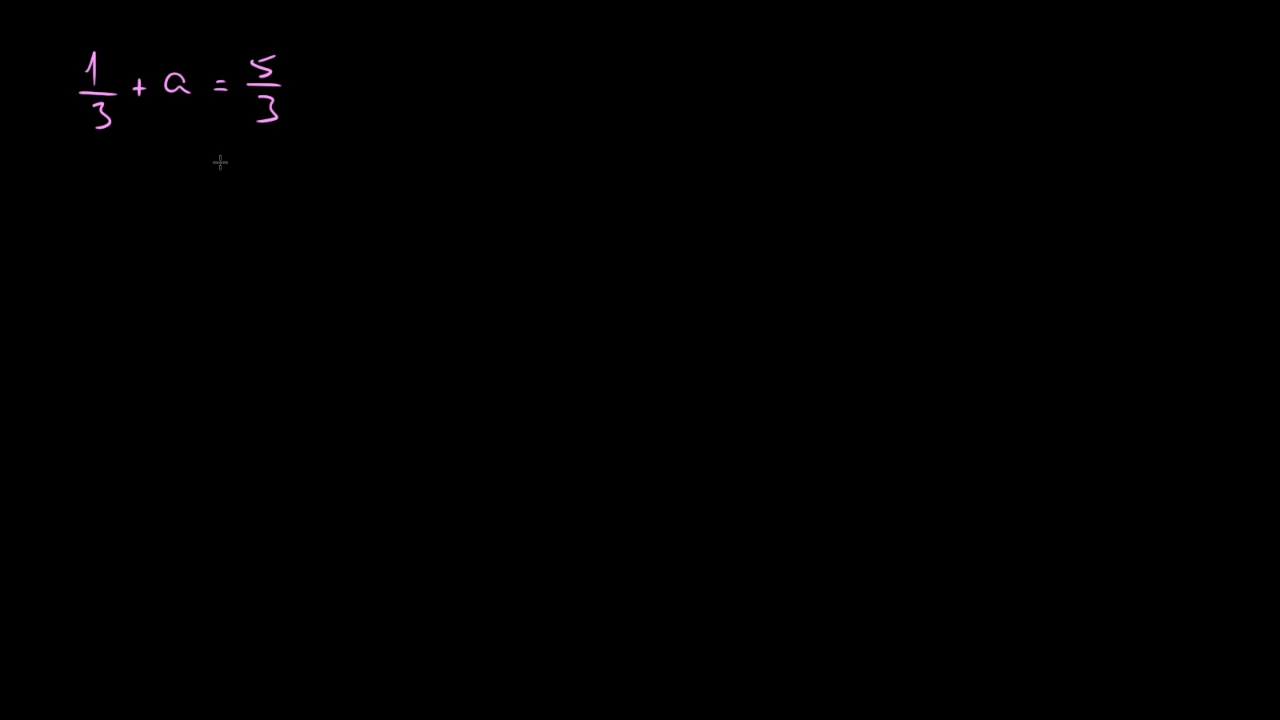 1/3 + a = 5/3